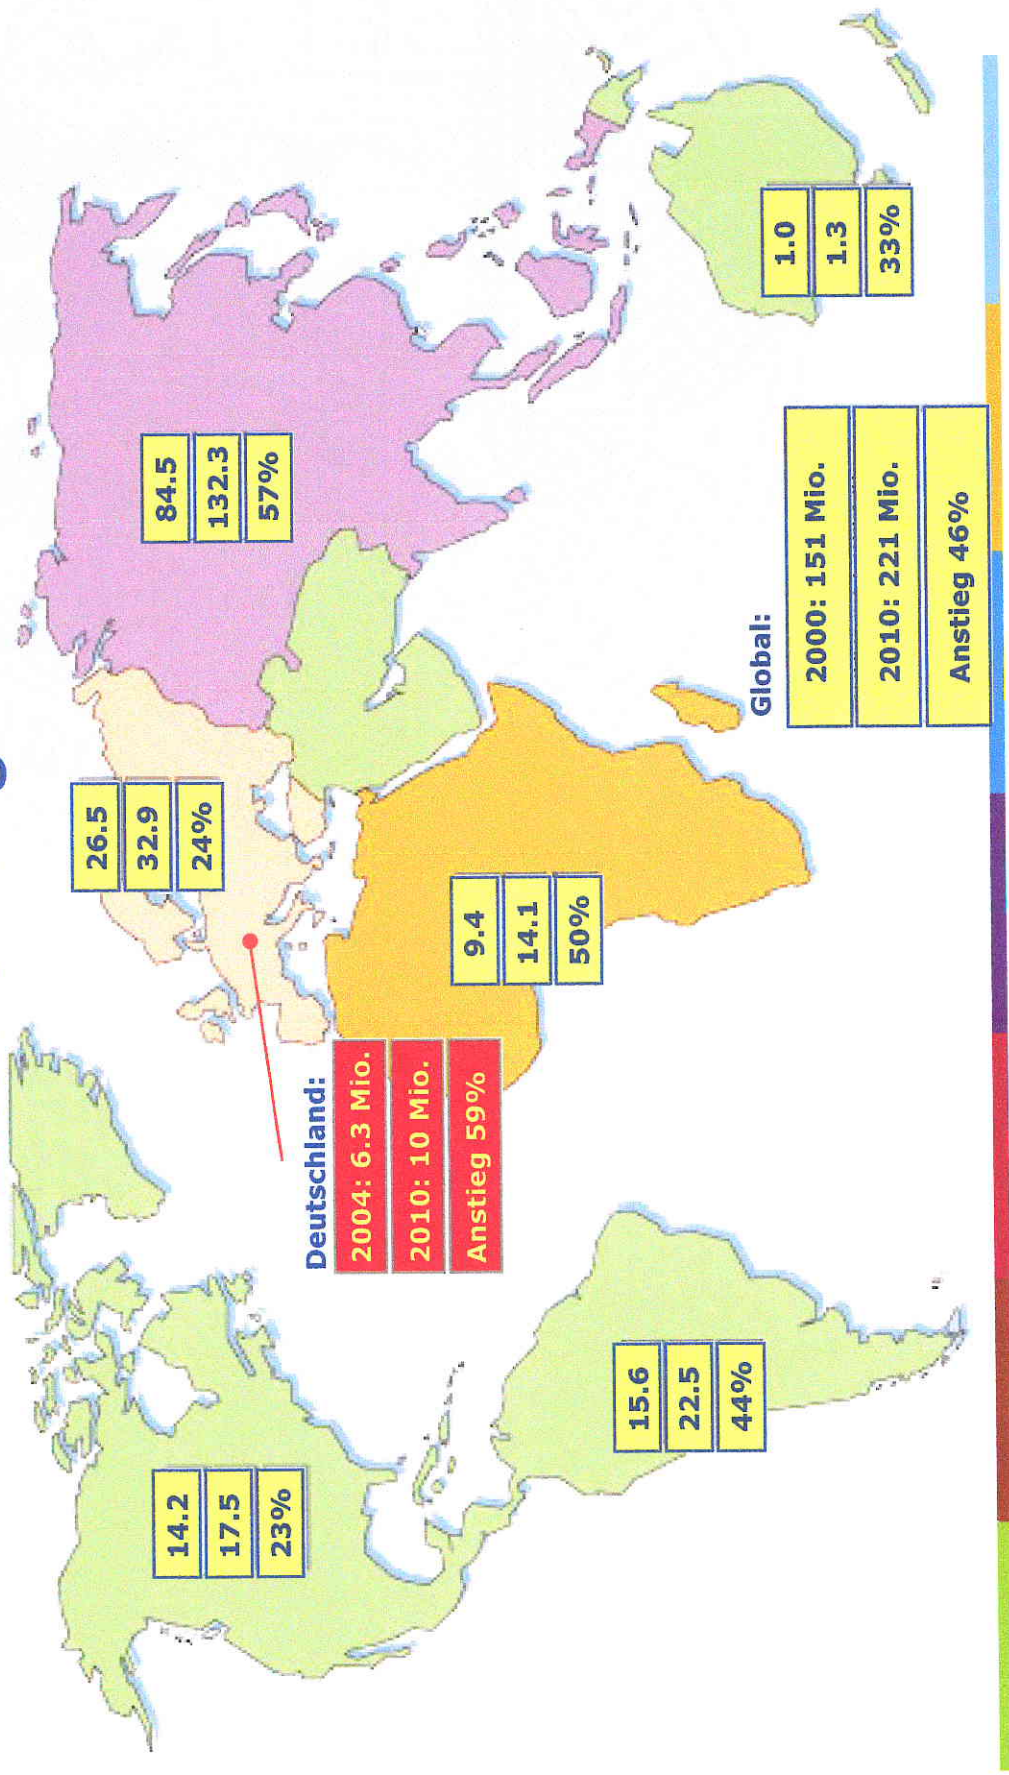 26.5
32.9
24%
84.5
132.3
57%
14.2
17.5
23%
Deutschland:
2004: 6.3 Mio.
2010: 10 Mio.
Anstieg 59%
9.4
14.1
50%
15.6
22.5
44%
1.0
1.3
33%
Global:
2000: 151 Mio.
2010: 221 Mio.
Anstieg 46%